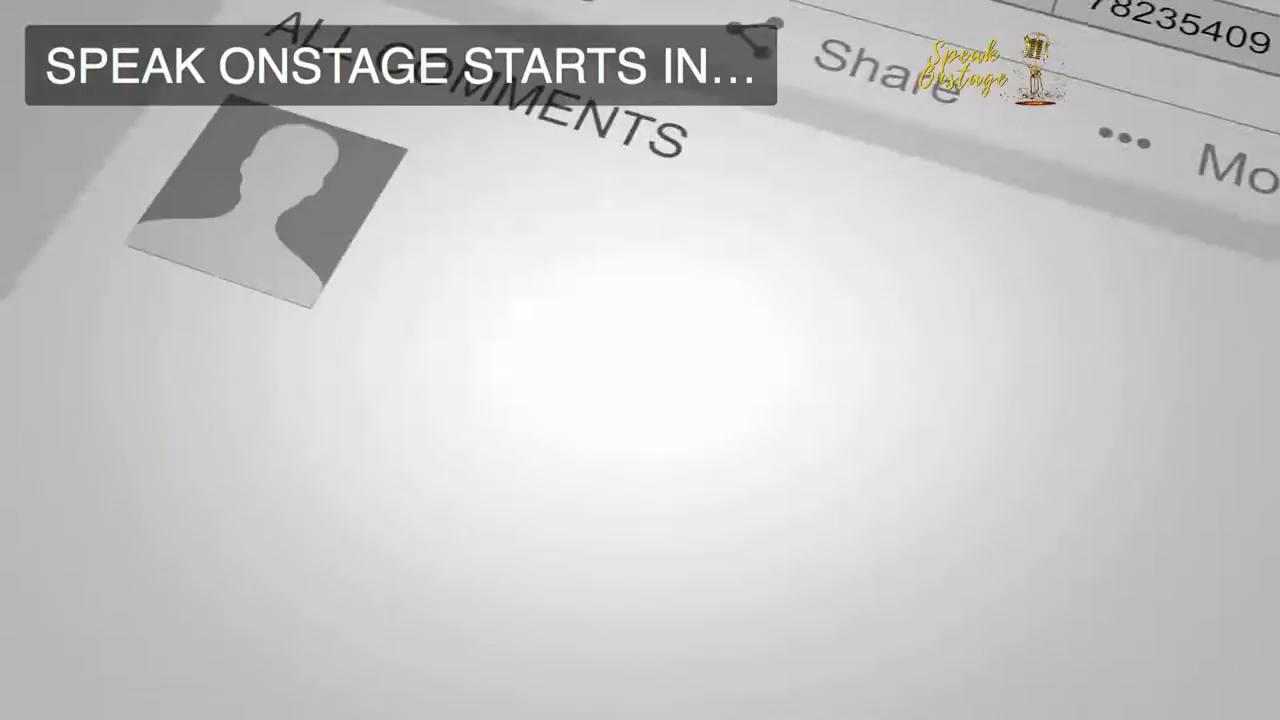 SPEAK ONSTAGE STARTS IN...
ALL COMMENTS
Share
Speak
Onstage
78235409
••• Mo